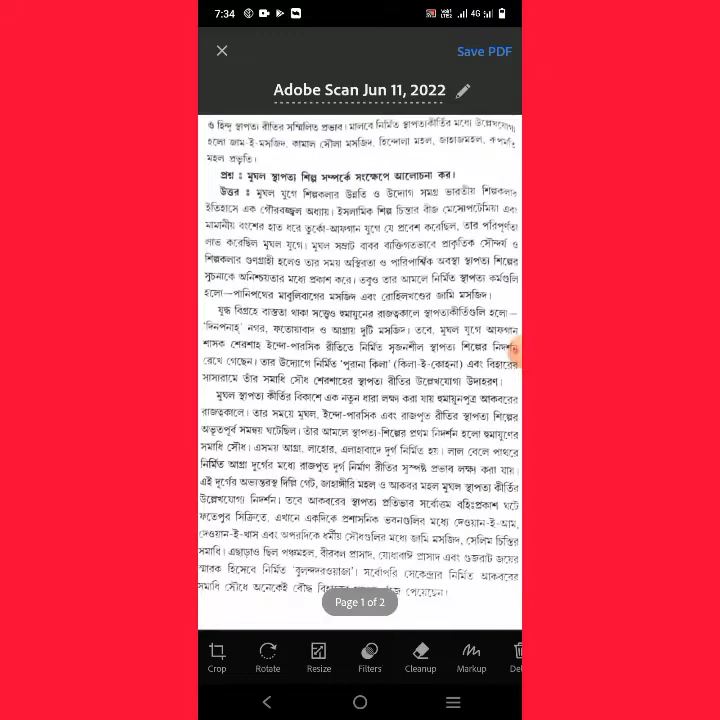 7:34
4G
Save PDF
Adobe Scan Jun 11, 2022
ও হিন্দু স্থাপত্য রীতির সম্মিলিত প্রভাব। মালবে নির্মিত স্থাপত্যকীর্তির মধ্যে উল্লেখযোগ্য
হলো জাম-ই-মসজিদ, কামাল সৌলা মসজিদ, হিন্দোলা মহল, জাহাজমহল, রূপমতি
মহল প্রভৃতি।
প্রশ্ন : মুঘল স্থাপত্য শিল্প সম্পর্কে সংক্ষেপে আলোচনা কর।
উত্তর : মুঘল যুগে শিল্পকলার উন্নতি ও উদ্যোগ সমগ্র ভারতীয় শিল্পকলার
ইতিহাসে এক গৌরবজ্জ্বল অধ্যায়। ইসলামিক শিল্প চিন্তার বীজ মেসোপটেমিয়া এবং
মামানীয় বংশের হাত ধরে তুর্কো-আফগান যুগে যে প্রবেশ করেছিল, তার পরিপূর্ণতা
লাভ করেছিল মুঘল যুগে। মুঘল সম্রাট বাবর ব্যক্তিগতভাবে প্রাকৃতিক সৌন্দর্য ও
শিল্পকলার গুণগ্রাহী হলেও তার সময় অস্থিরতা ও পারিপার্শ্বিক অবস্থা স্থাপত্য শিল্পের
সূচনাকে অনিশ্চয়তার মধ্যে প্রকাশ করে। তবুও তার আমলে নির্মিত স্থাপত্য কর্মগুলি
হলো—পানিপথের মাবুলিবাগের মসজিদ এবং রোহিলখণ্ডের জামি মসজিদ।
যুদ্ধ বিগ্রহে ব্যস্ততা থাকা সত্ত্বেও হুমায়ুনের রাজত্বকালে স্থাপত্যকীর্তিগুলি হলো—
'দিনপনাহ' নগর, ফতোয়াবাদ ও আগ্রায় দুটি মসজিদ। তবে, মুঘল যুগে আফগান
শাসক শেরশাহ ইন্দো-পারসিক রীতিতে নির্মিত সৃজনশীল স্থাপত্য শিল্পের নিদর্শন
রেখে গেছেন। তার উদ্যোগে নির্মিত 'পুরানা কিলা' (কিলা-ই-কোহনা) এবং বিহারের
সাসারামে তাঁর সমাধি সৌধ শেরশাহের স্থাপত্য রীতির উল্লেখযোগ্য উদাহরণ।
মুঘল স্থাপত্য কীর্তির বিকাশে এক নতুন ধারা লক্ষ্য করা যায় হুমায়ুনপুত্র আকবরের
রাজত্বকালে। তার সময়ে মুঘল, ইন্দো-পারসিক এবং রাজপুত রীতির স্থাপত্য শিল্পের
অভূতপূর্ব সমন্বয় ঘটেছিল। তাঁর আমলে স্থাপত্য-শিল্পের প্রথম নিদর্শন হলো হুমায়ুণের
সমাধি সৌধ। এসময় আগ্রা, লাহোর, এলাহাবাদে দুর্গ নির্মিত হয়। লাল বেলে পাথরে
নির্মিত আগ্রা দুর্গের মধ্যে রাজপুত দুর্গ নির্মাণ রীতির সুস্পষ্ট প্রভাব লক্ষ্য করা যায়।
এই দূর্গের অভ্যন্তরস্থ দিল্লি গেট, জাহাঙ্গীরি মহল ও আকবর মহল মুঘল স্থাপত্য কীর্তির
উল্লেখযোগ্য নিদর্শন। তবে আকবরের স্থাপত্য প্রতিভার সর্বোত্তম বহিঃপ্রকাশ ঘটে
ফতেপুর সিক্রিতে, এখানে একদিকে প্রশাসনিক ভবনগুলির মধ্যে দেওয়ান-ই-আম,
দেওয়ান-ই-খাস এবং অপরদিকে ধর্মীয় সৌধগুলির মধ্যে জামি মসজিদ, সেলিম চিস্তির
সমাধি। এছাড়াও ছিল পঞ্চমহল, বীরবল প্রাসাদ, যোধাবাঈ প্রাসাদ এবং গুজরাট জয়ের
স্মারক হিসেবে নির্মিত 'বুলন্দদরওয়াজা'। সর্বোপরি সেকেন্দ্রার নির্মিত আকবরের
সমাধি সৌধে অনেকেই বৌদ্ধ পেয়েছেন।
Page 1 of 2
Crop Rotate Resize Filters Cleanup Markup